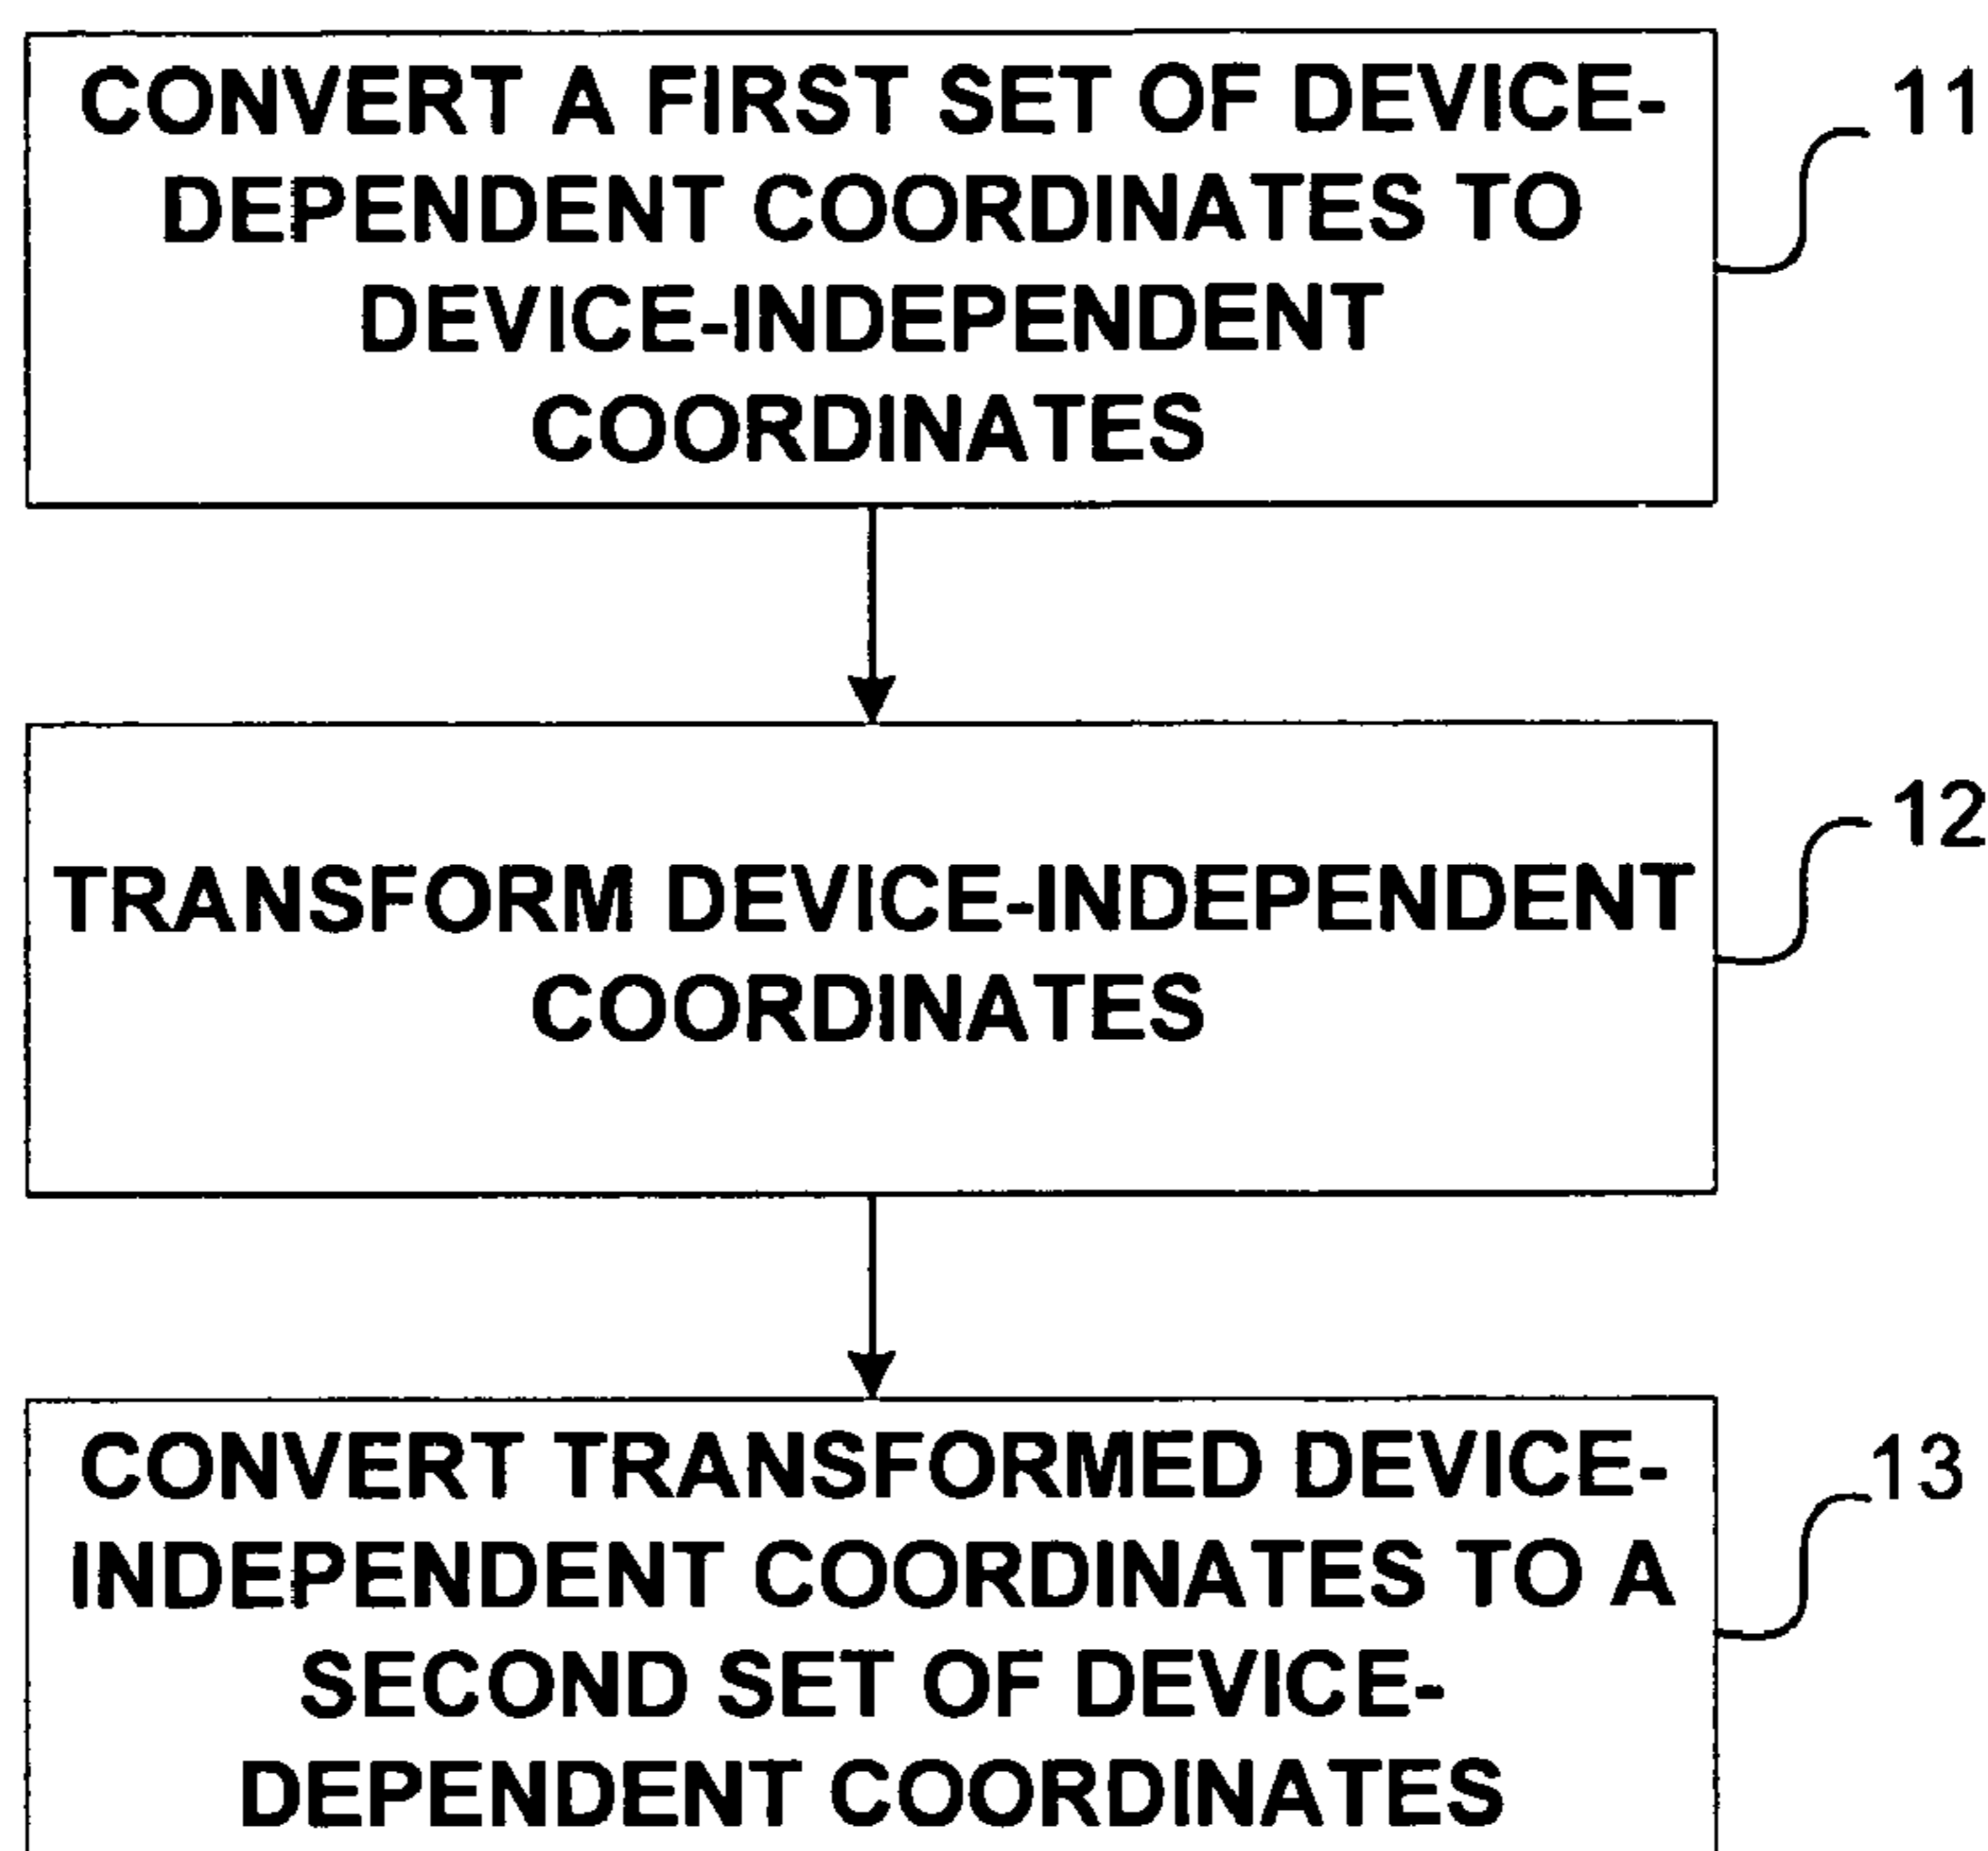 CONVERT A FIRST SET OF DEVICE-
DEPENDENT COORDINATES TO
DEVICE-INDEPENDENT
COORDINATES
11
TRANSFORM DEVICE-INDEPENDENT
COORDINATES
12
CONVERT TRANSFORMED DEVICE-
INDEPENDENT COORDINATES TO A
SECOND SET OF DEVICE-
DEPENDENT COORDINATES
13